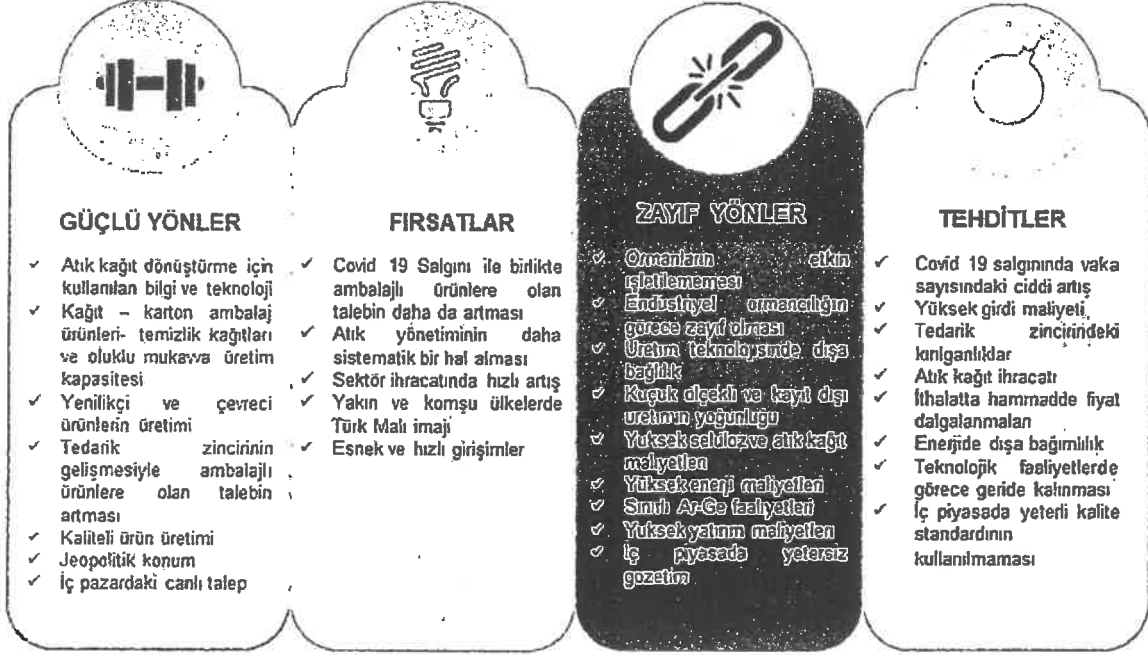 GÜÇLÜ YÖNLER
✓ Atık kağıt dönüştürme için
kullanılan bilgi ve teknoloji
✓ Kağıt – karton ambalaj
ürünleri- temizlik kağıtları
ve oluklu mukavva üretim
kapasitesi
✓ Yenilikçi ve çevreci
ürünlerin üretimi
✓ Tedarik zincirinin
gelişmesiyle ambalajlı
ürünlere olan talebin
artması
✓ Kaliteli ürün üretimi
✓ Jeopolitik konum
✓ İç pazardaki canlı talep
FIRSATLAR
✓ Covid 19 Salgını ile birlikte
ambalajlı ürünlere olan
talebin daha da artması
✓ Atık yönetiminin daha
sistematik bir hal alması
✓ Sektör ihracatında hızlı artış
✓ Yakın ve komşu ülkelerde
Türk Malı imajı
✓ Esnek ve hızlı girişimler
ZAYIF YÖNLER
✓ Ormanların etkin
işletilememesi
✓ Endüstriyel ormancılığın
görece zayıf olması
✓ Üretim teknolojisinde dışa
bağlılık
✓ Küçük ölçekli ve kayıt dışı
üretimin yoğunluğu
✓ Yüksek selüloz ve atık kağıt
maliyetleri
✓ Yüksek enerji maliyetleri
✓ Sınırlı Ar-Ge faaliyetleri
✓ Yüksek yatırım maliyetleri
✓ İç piyasada yetersiz
gözetim
TEHDİTLER
✓ Covid 19 salgınında vaka
sayısındaki ciddi artış
✓ Yüksek girdi maliyeti
✓ Tedarik zincirindeki
kırılganlıklar
✓ Atık kağıt ihracatı
✓ İthalatta hammadde fiyat
dalgalanmaları
✓ Enerjide dışa bağımlılık
✓ Teknolojik faaliyetlerde
görece geride kalınması
✓ İç piyasada yeterli kalite
standardının
kullanılmaması